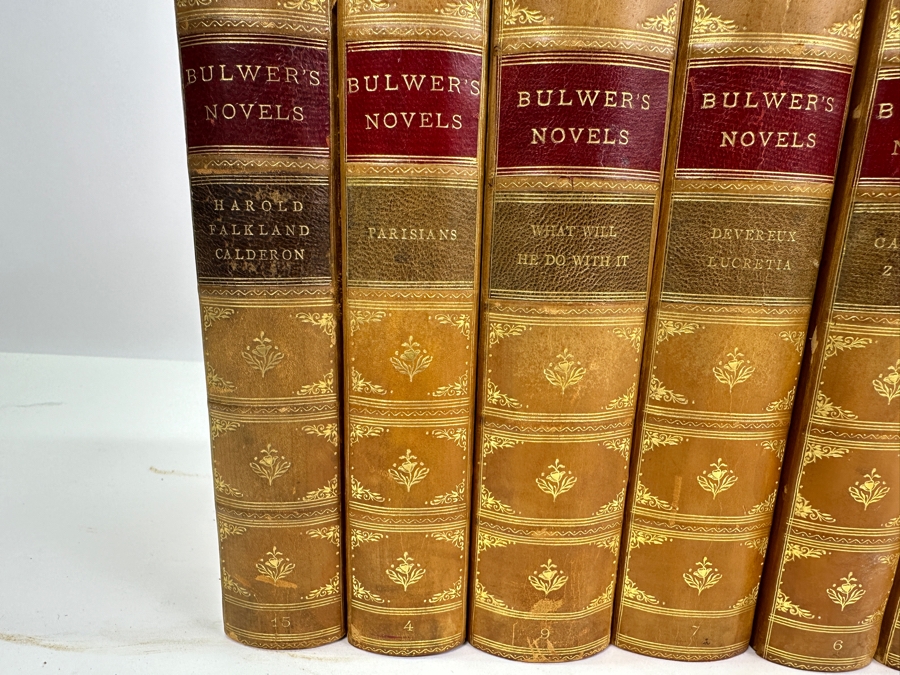 BULWER'S
NOVELS
HAROLD
FALKLAND
CALDERON
15
BULWER'S
NOVELS
PARISIANS
4
BULWER'S
NOVELS
WHAT WILL
HE DO WITH IT
9
BULWER'S
NOVELS
DEVEREUX
LUCRETIA
7
B
N
CA
Z
6